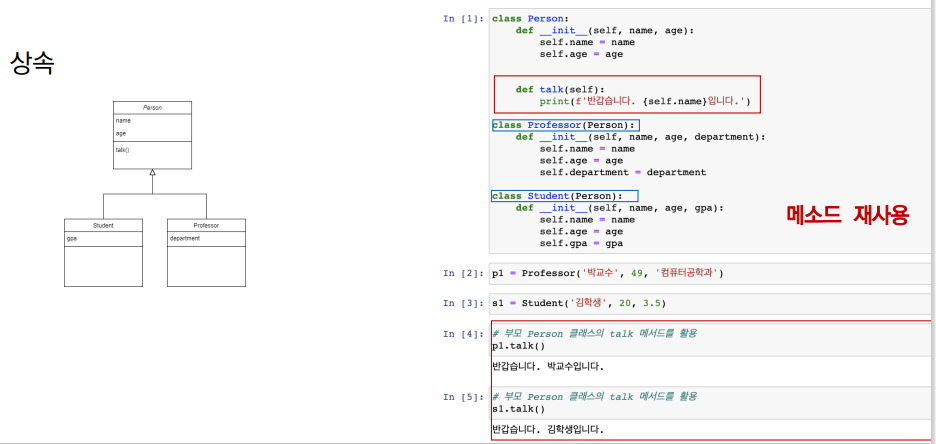 상속
Person
name
age
talk()
Student
gpa
Professor
department
In [1]: class Person:
def __init__(self, name, age):
self.name = name
self.age = age
def talk(self):
print(f'반갑습니다. {self.name}입니다.')
class Professor(Person):
def __init__(self, name, age, department):
self.name = name
self.age = age
self.department = department
class Student(Person):
def __init__(self, name, age, gpa):
self.name = name
self.age = age
self.gpa = gpa
메소드 재사용
In [2]: p1 = Professor('박교수', 49, '컴퓨터공학과')
In [3]: s1 = Student('김학생', 20, 3.5)
In [4]: # 부모 Person 클래스의 talk 메서드를 활용
p1.talk()
반갑습니다. 박교수입니다.
In [5]: # 부모 Person 클래스의 talk 메서드를 활용
s1.talk()
반갑습니다. 김학생입니다.